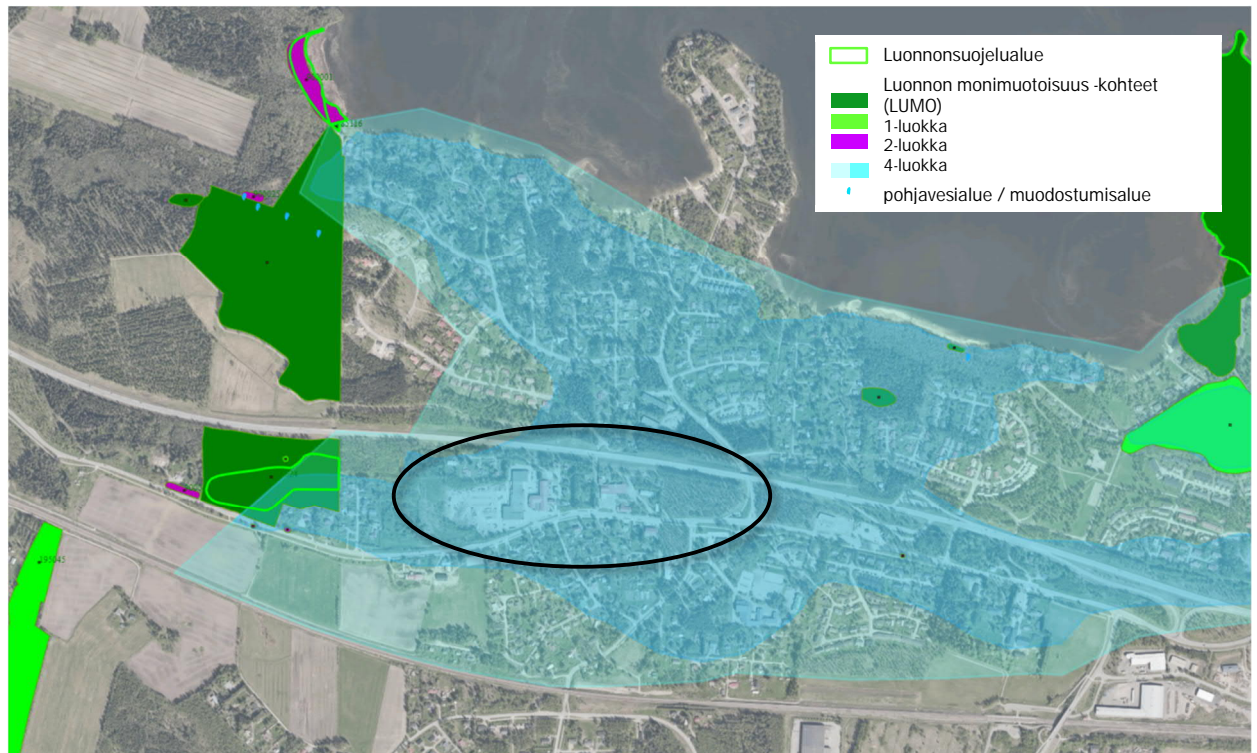 Luonnonsuojelualue
Luonnon monimuotoisuus -kohteet
(LUMO)
1-luokka
2-luokka
4-luokka
pohjavesialue / muodostumisalue